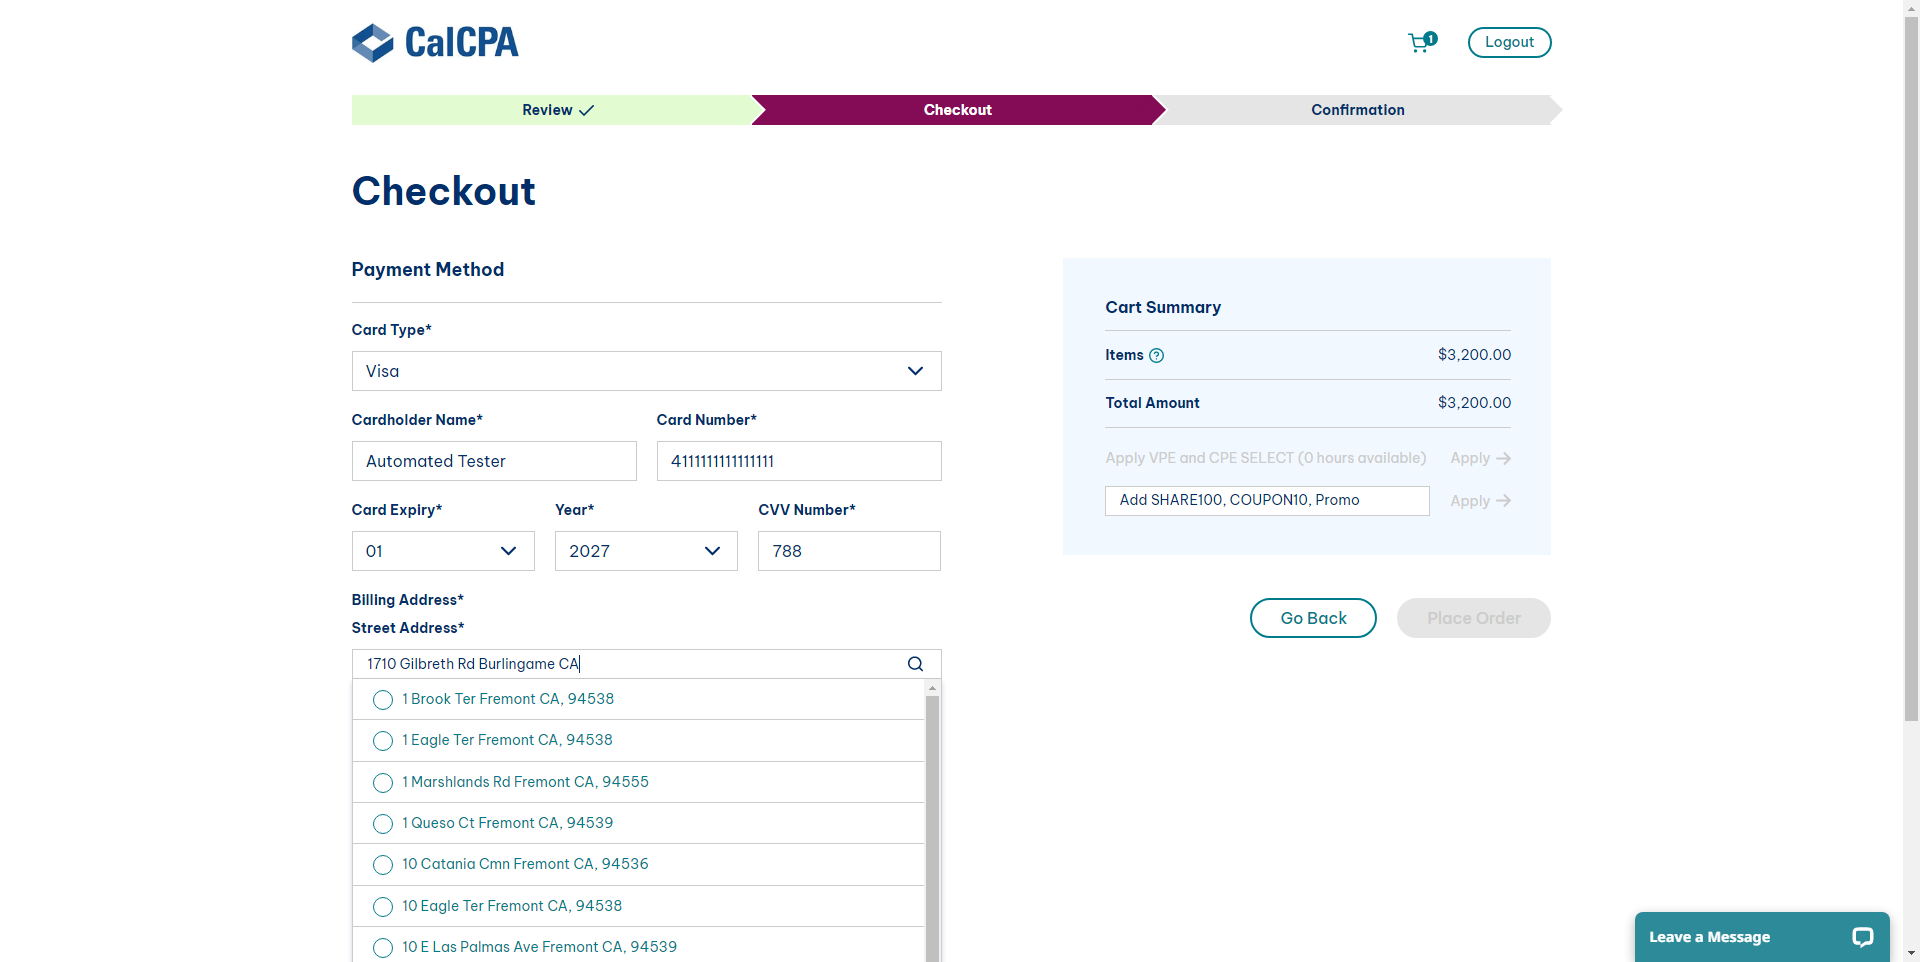 CalCPA
1
Logout
Review
Checkout
Confirmation
Checkout
Payment Method
Card Type*
Visa
Cardholder Name*
Card Number*
Automated Tester
4111111111111111
Card Expiry*
Year*
CVV Number*
01
2027
788
Billing Address*
Street Address*
1710 Gilbreth Rd Burlingame CA
1 Brook Ter Fremont CA, 94538
1 Eagle Ter Fremont CA, 94538
1 Marshlands Rd Fremont CA, 94555
1 Queso Ct Fremont CA, 94539
10 Catania Cmn Fremont CA, 94536
10 Eagle Ter Fremont CA, 94538
10 E Las Palmas Ave Fremont CA, 94539
Cart Summary
Items ? $3,200.00
Total Amount $3,200.00
Apply VPE and CPE SELECT (0 hours available) Apply
Add SHARE100, COUPON10, Promo Apply
Go Back
Place Order
Leave a Message